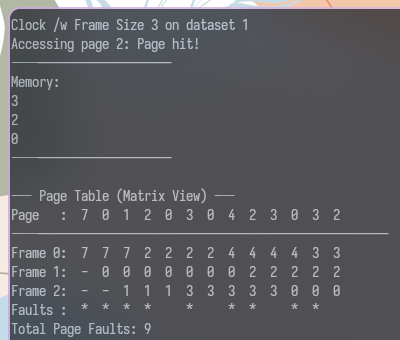 Clock /w Frame Size 3 on dataset 1
Accessing page 2: Page hit!
Memory:
3
2
0
── Page Table (Matrix View) ──
Page   :  7  0  1  2  0  3  0  4  2  3  0  3  2
Frame 0:  7  7  7  2  2  2  2  4  4  4  4  3  3
Frame 1:  -  0  0  0  0  0  0  0  2  2  2  2  2
Frame 2:  -  -  1  1  1  3  3  3  3  3  0  0  0
Faults :  *  *  *  *     *     *  *     *  *
Total Page Faults: 9